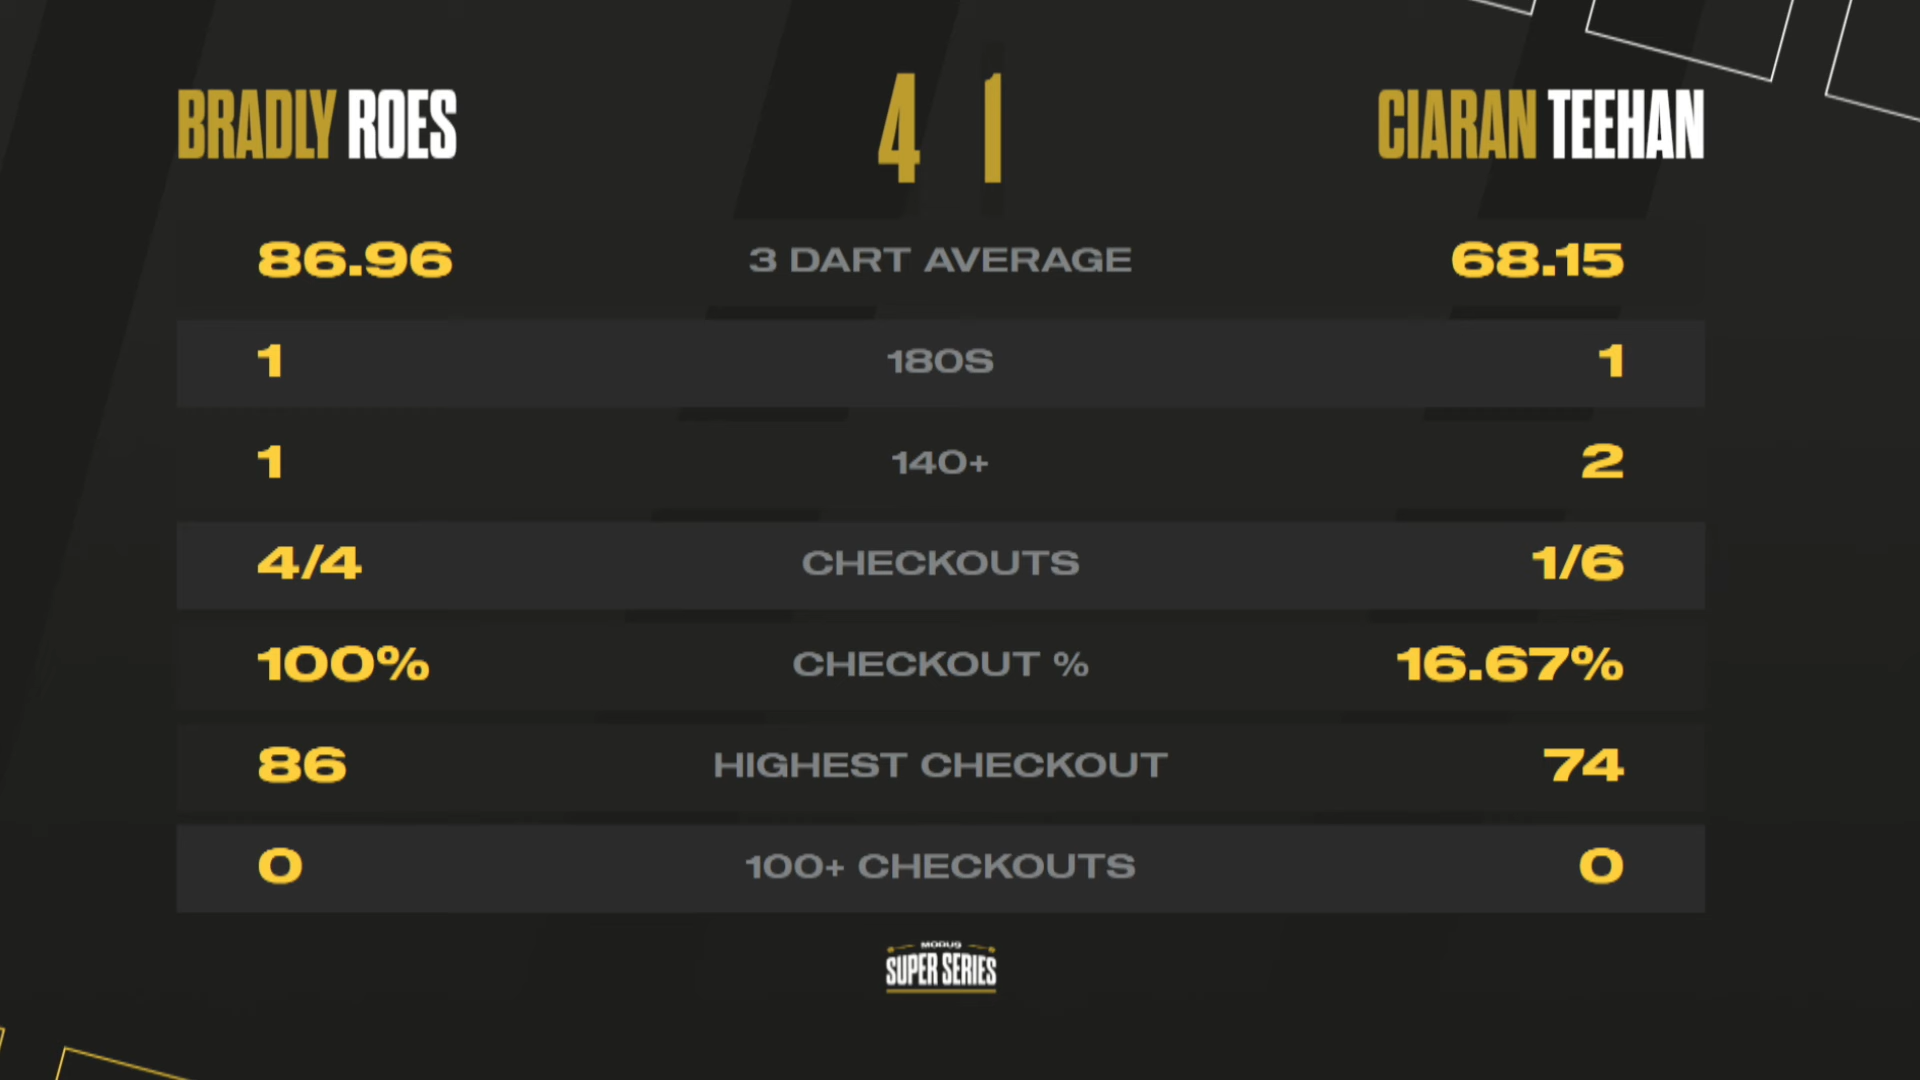 BRADLY ROES 4 1 CIARAN TEEHAN
86.96 3 DART AVERAGE 68.15
1 180S 1
1 140+ 2
4/4 CHECKOUTS 1/6
100% CHECKOUT % 16.67%
86 HIGHEST CHECKOUT 74
0 100+ CHECKOUTS 0
MODUS
SUPER SERIES